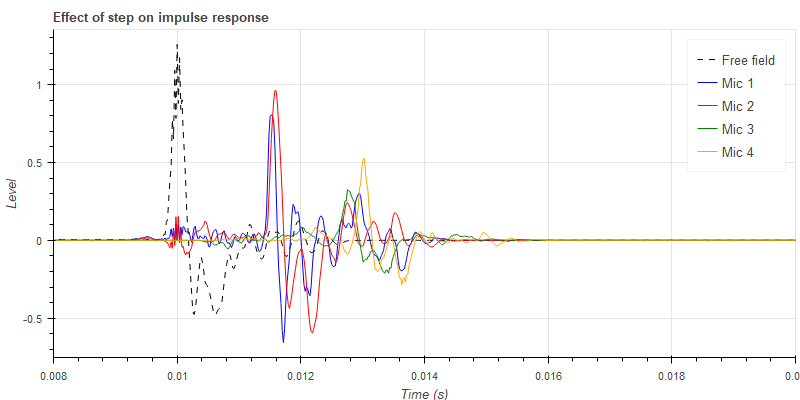 Effect of step on impulse response
Free field
Mic 1
Mic 2
Mic 3
Mic 4
Level
1
0.5
0
-0.5
0.008
0.01
0.012
0.014
0.016
0.018
0.0
Time (s)